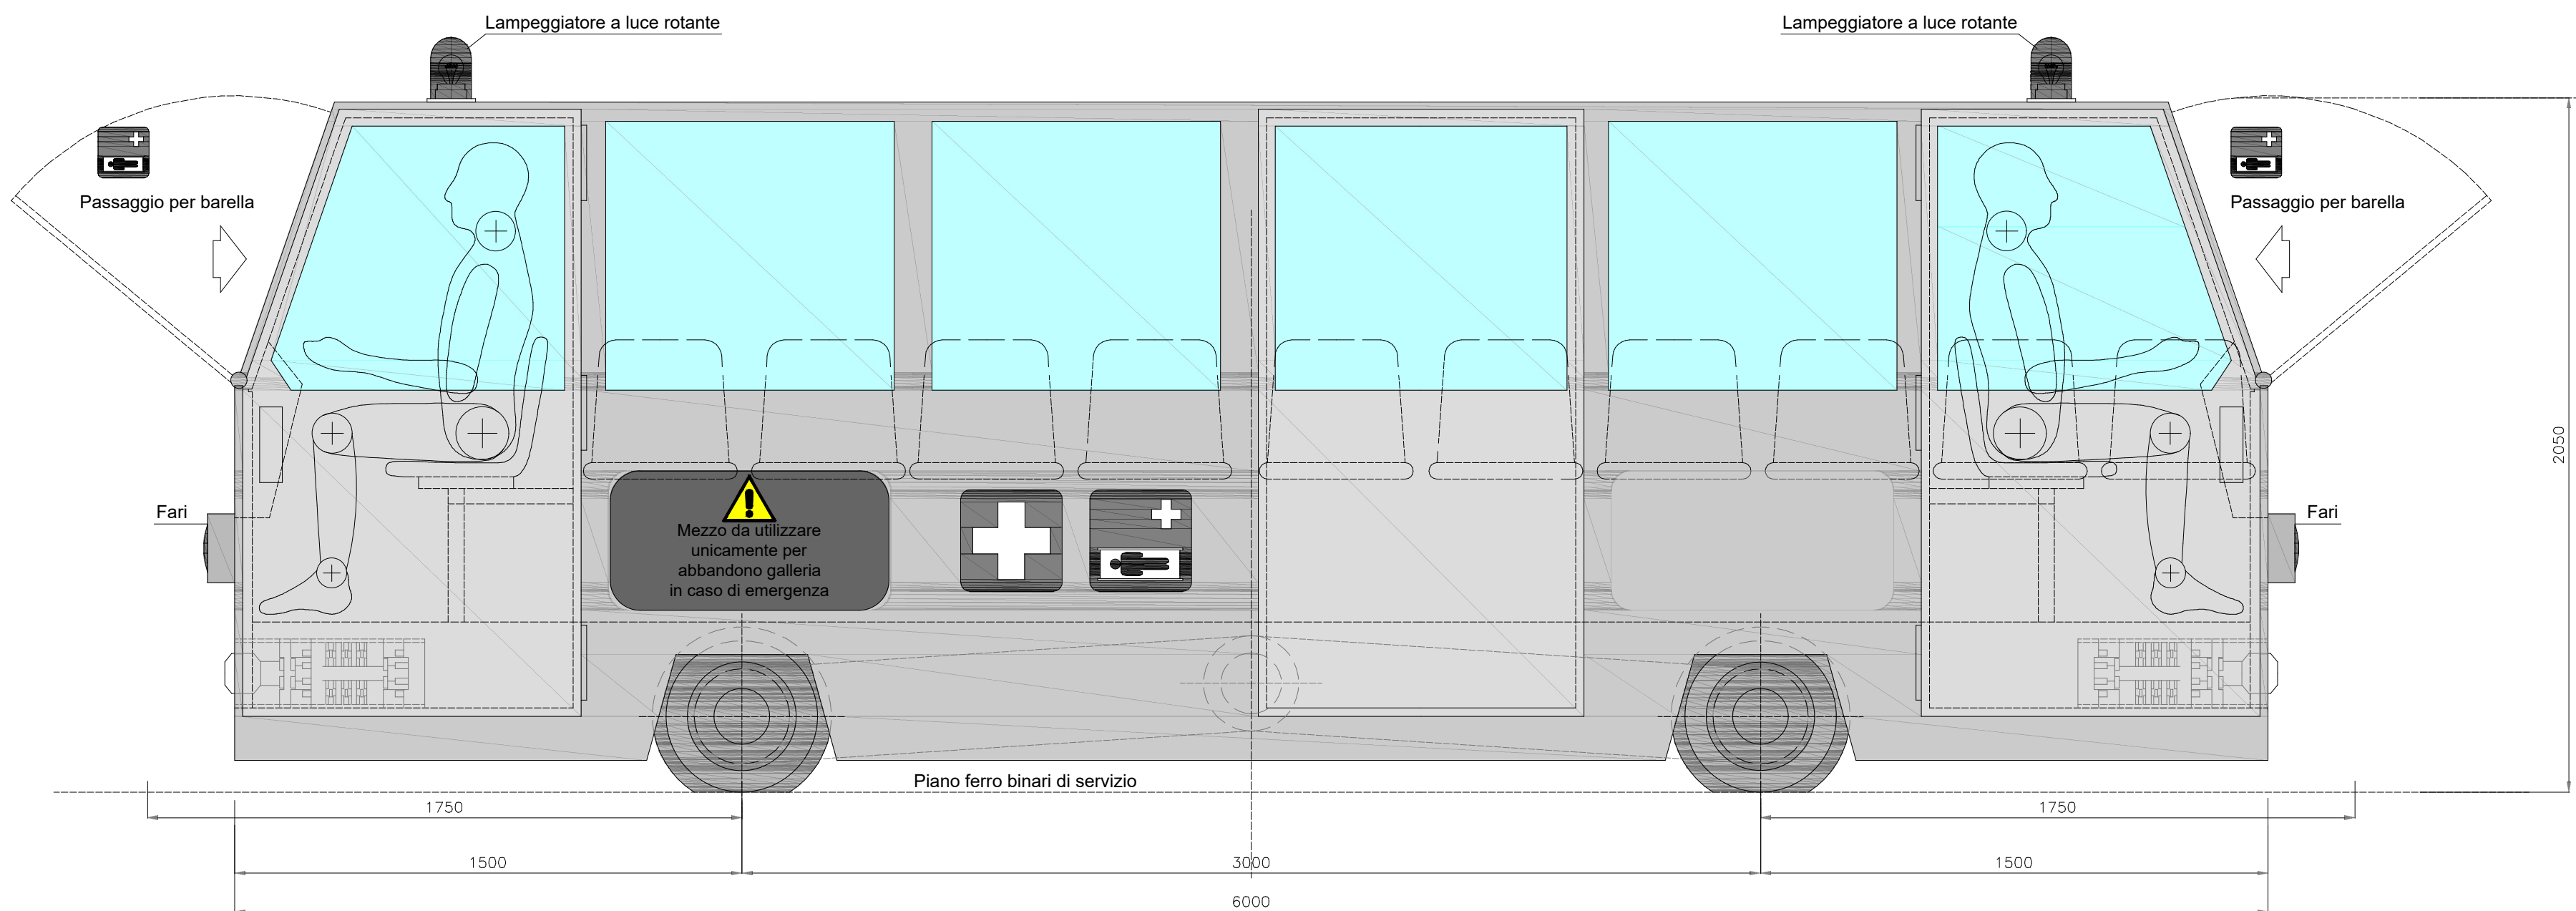 Lampeggiatore a luce rotante
Lampeggiatore a luce rotante
Passaggio per barella
Passaggio per barella
2050
Fari
Fari
Mezzo da utilizzare
unicamente per
abbandono galleria
in caso di emergenza
Piano ferro binari di servizio
1750
1750
1500
3000
1500
6000